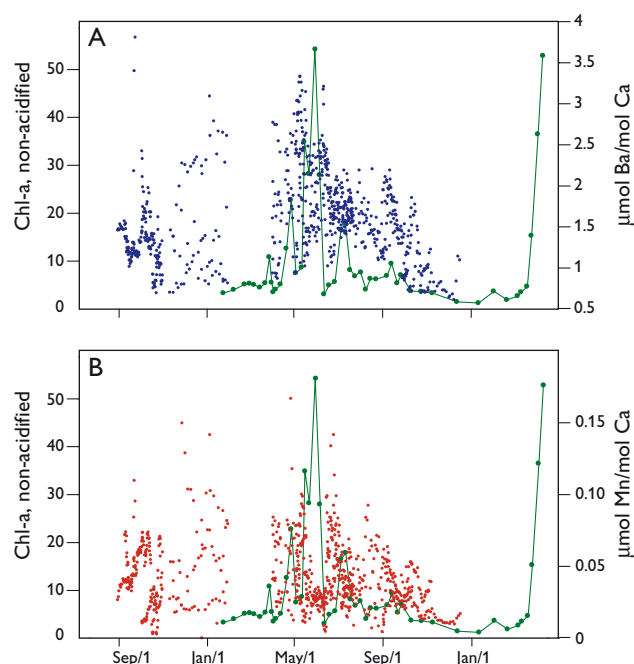 A
Chl-a, non-acidified
50
40
30
20
10
0
4
3.5
3
2.5
2
1.5
1
0.5
µmol Ba/mol Ca
B
Chl-a, non-acidified
50
40
30
20
10
0
0.15
0.10
0.05
0
µmol Mn/mol Ca
Sep/1
Jan/1
May/1
Sep/1
Jan/1